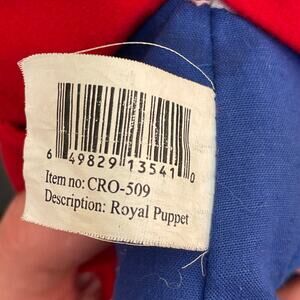 6 49829 13541 0
Item no: CRO-509
Description: Royal Puppet